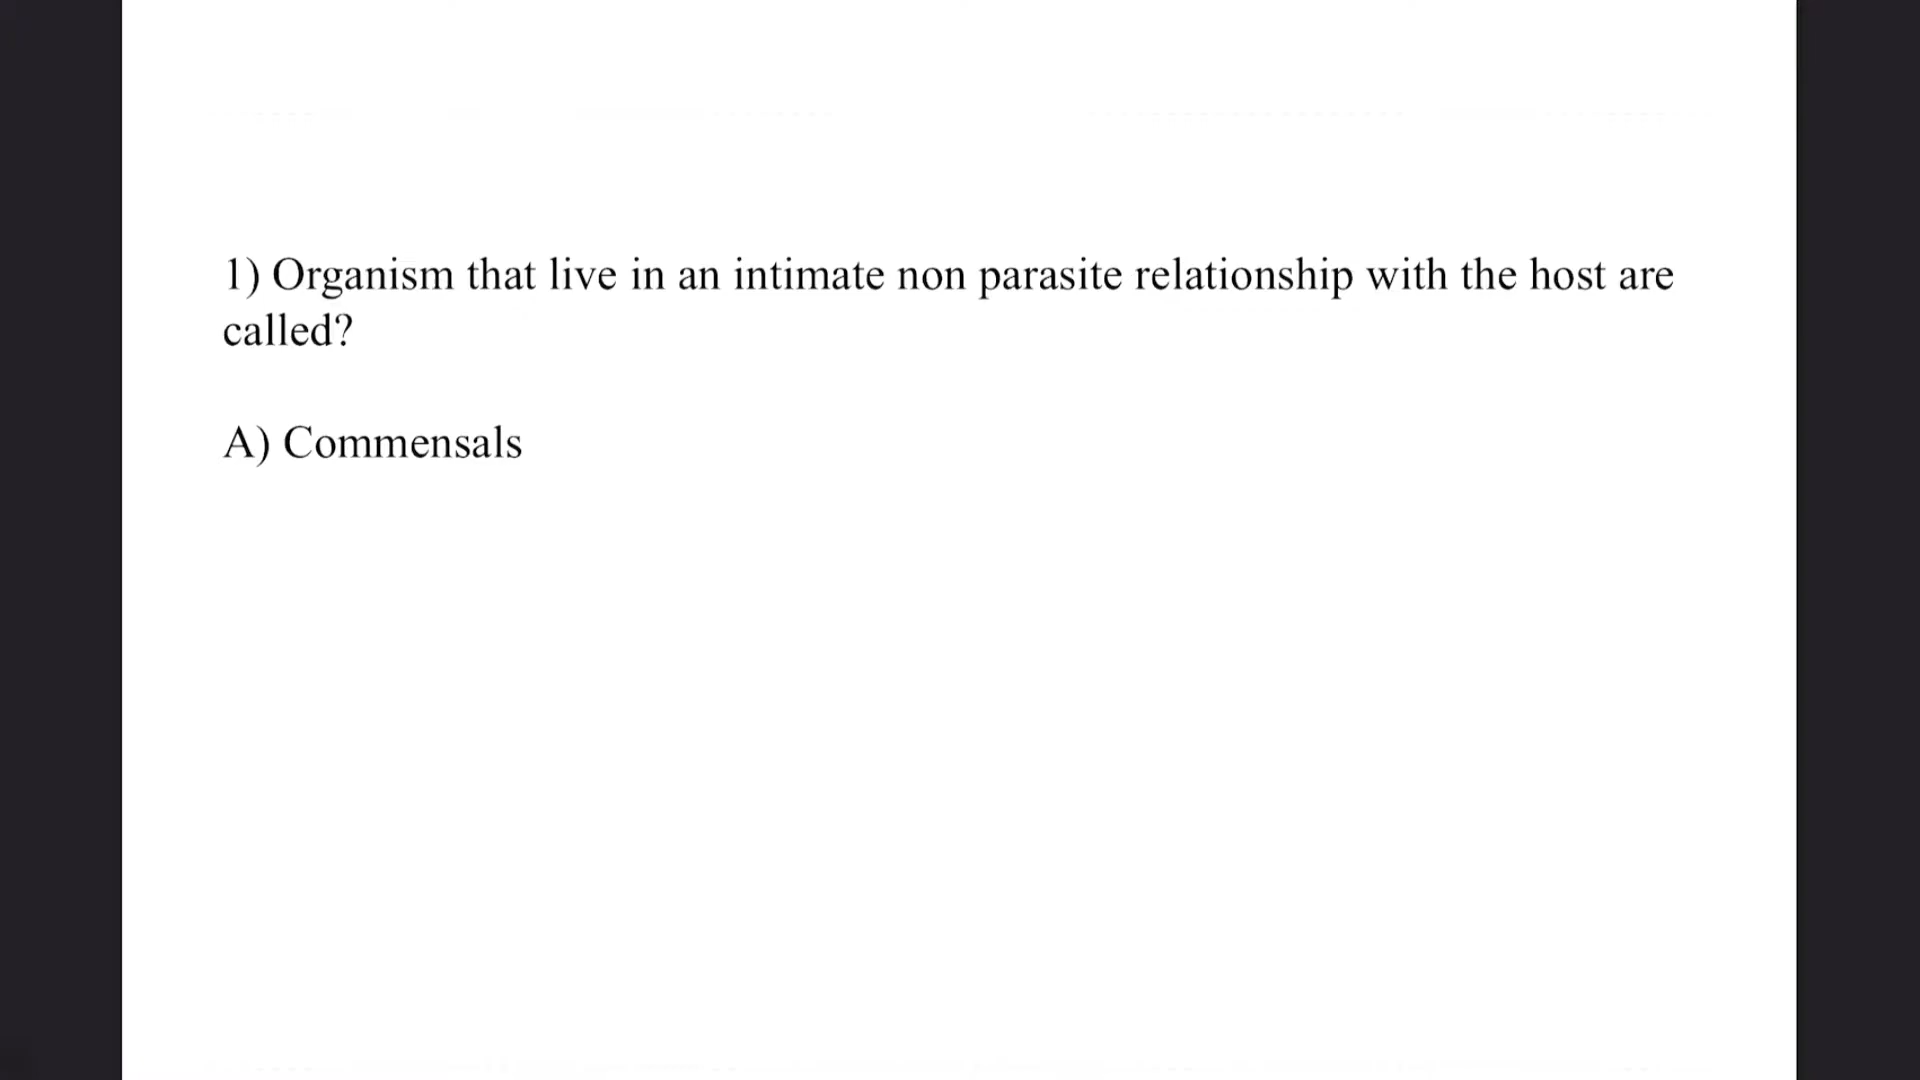 1) Organism that live in an intimate non parasite relationship with the host are
called?
A) Commensals